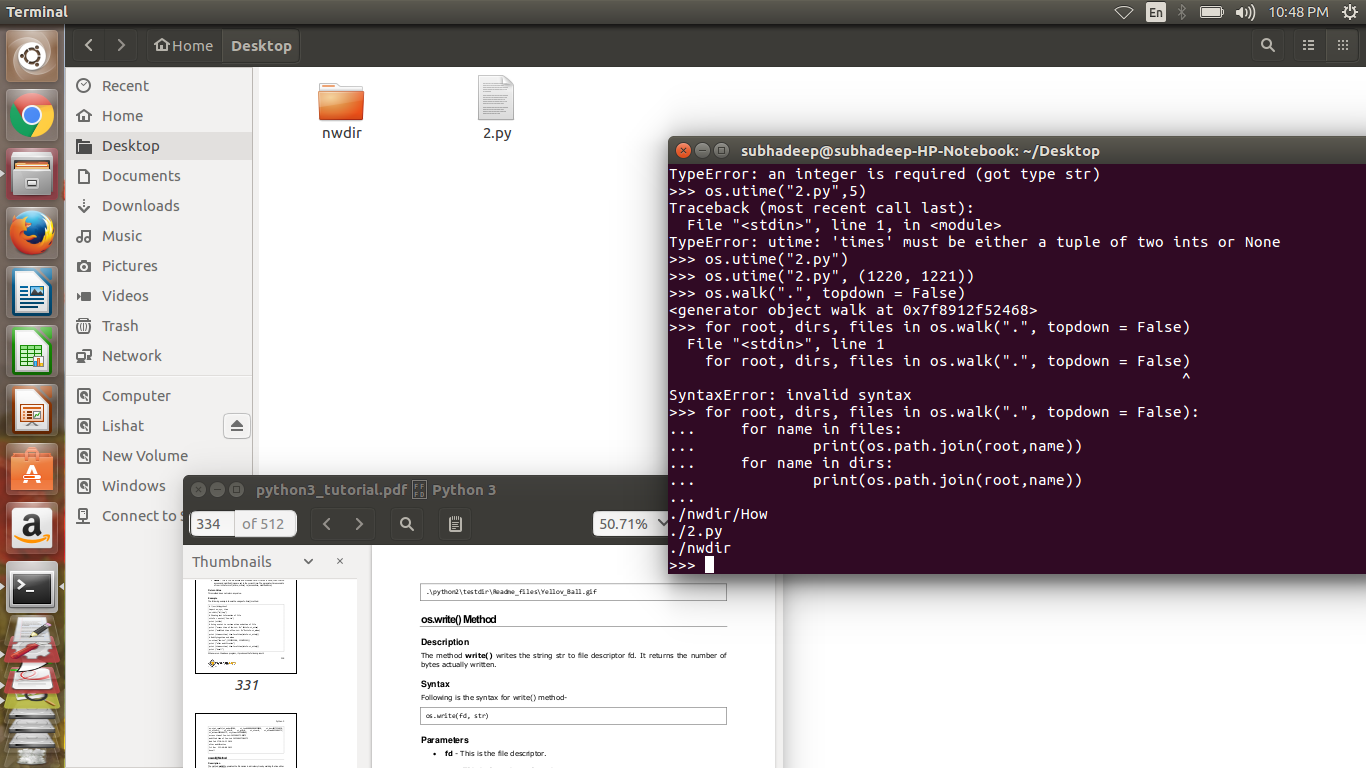 Terminal
En
10:48 PM
Home
Desktop
Recent
Home
Desktop
Documents
Downloads
Music
Pictures
Videos
Trash
Network
Computer
Lishat
New Volume
Windows
Connect to S
nwdir
2.py
subhadeep@subhadeep-HP-Notebook: ~/Desktop
TypeError: an integer is required (got type str)
>>> os.utime("2.py",5)
Traceback (most recent call last):
  File "<stdin>", line 1, in <module>
TypeError: utime: 'times' must be either a tuple of two ints or None
>>> os.utime("2.py")
>>> os.utime("2.py", (1220, 1221))
>>> os.walk(".", topdown = False)
<generator object walk at 0x7f8912f52468>
>>> for root, dirs, files in os.walk(".", topdown = False)
  File "<stdin>", line 1
    for root, dirs, files in os.walk(".", topdown = False)
                                                         ^
SyntaxError: invalid syntax
>>> for root, dirs, files in os.walk(".", topdown = False):
...     for name in files:
...             print(os.path.join(root,name))
...     for name in dirs:
...             print(os.path.join(root,name))
...
./nwdir/How
./2.py
./nwdir
>>>
python3_tutorial.pdf Python 3
334 of 512
50.71%
Thumbnails
331
.\python2\testdir\Readme_files\Yellov_Ball.gif
os.write() Method
Description
The method write() writes the string str to file descriptor fd. It returns the number of
bytes actually written.
Syntax
Following is the syntax for write() method-
os.write(fd, str)
Parameters
• fd - This is the file descriptor.